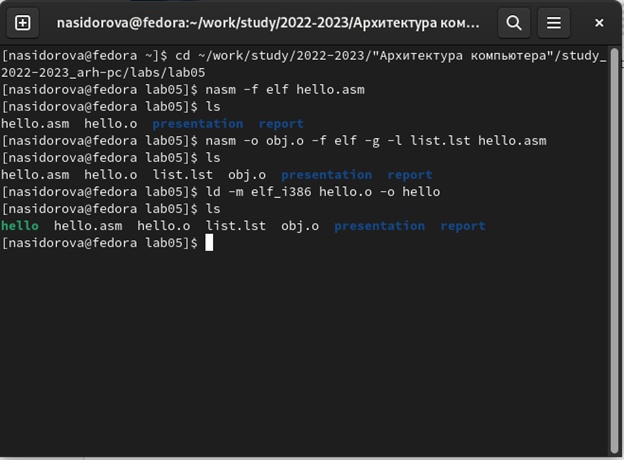 nasidorova@fedora:~/work/study/2022-2023/Архитектура ком...
[nasidorova@fedora ~]$ cd ~/work/study/2022-2023/"Архитектура компьютера"/study_
2022-2023_arh-pc/labs/lab05
[nasidorova@fedora lab05]$ nasm -f elf hello.asm
[nasidorova@fedora lab05]$ ls
hello.asm  hello.o  presentation  report
[nasidorova@fedora lab05]$ nasm -o obj.o -f elf -g -l list.lst hello.asm
[nasidorova@fedora lab05]$ ls
hello.asm  hello.o  list.lst  obj.o  presentation  report
[nasidorova@fedora lab05]$ ld -m elf_i386 hello.o -o hello
[nasidorova@fedora lab05]$ ls
hello  hello.asm  hello.o  list.lst  obj.o  presentation  report
[nasidorova@fedora lab05]$